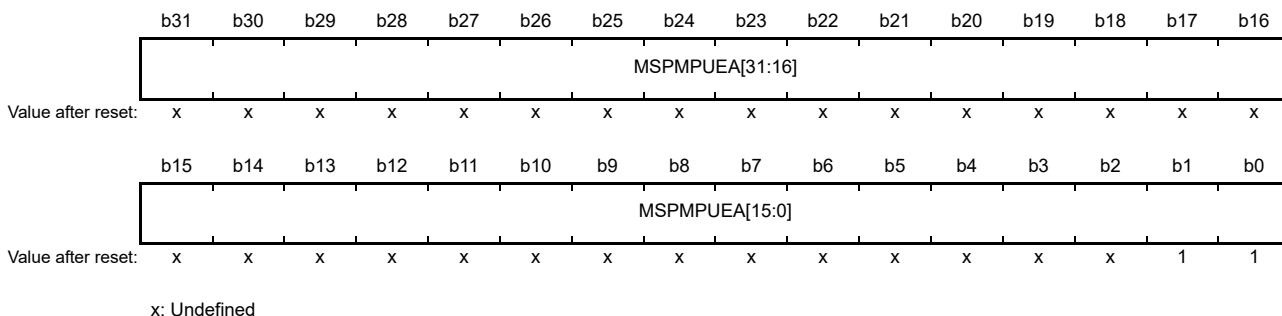 b31 b30 b29 b28 b27 b26 b25 b24 b23 b22 b21 b20 b19 b18 b17 b16
MSPMPUEA[31:16]
Value after reset: x x x x x x x x x x x x x x x x
b15 b14 b13 b12 b11 b10 b9 b8 b7 b6 b5 b4 b3 b2 b1 b0
MSPMPUEA[15:0]
Value after reset: x x x x x x x x x x x x x x 1 1
x: Undefined